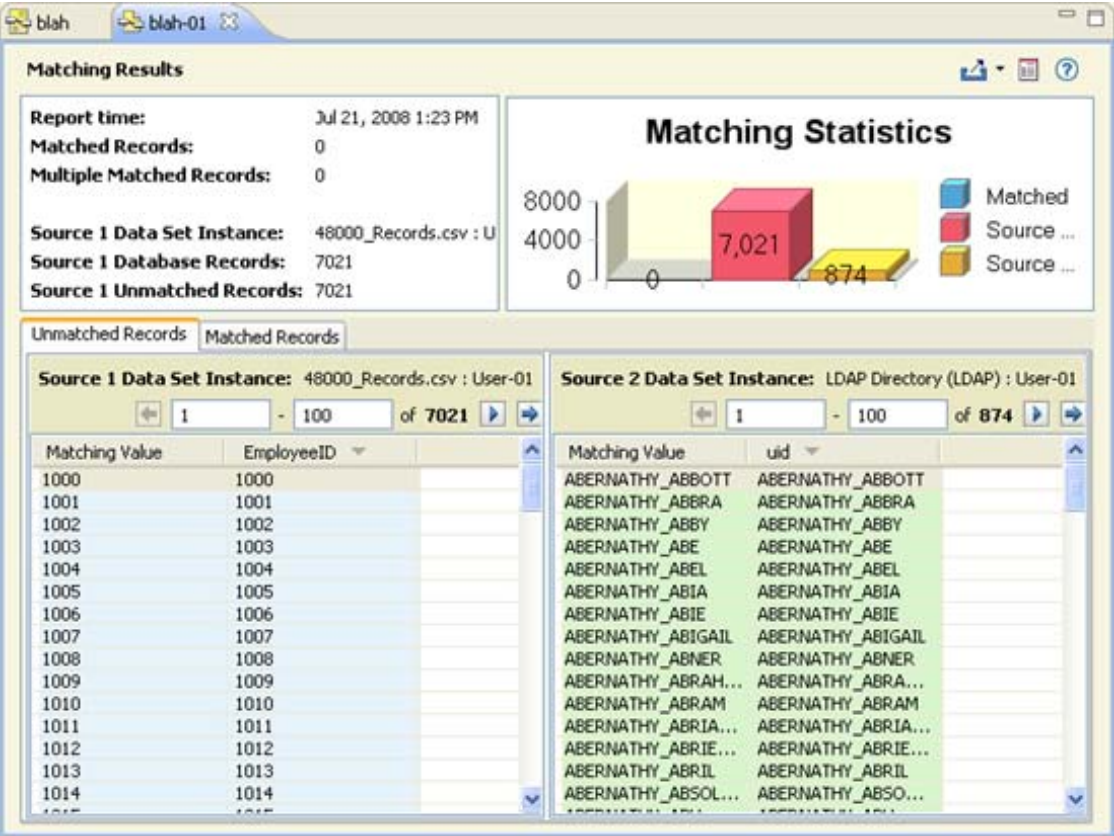 blah blah-01
Matching Results
Report time: Jul 21, 2008 1:23 PM
Matched Records: 0
Multiple Matched Records: 0
Source 1 Data Set Instance: 48000_Records.csv : U
Source 1 Database Records: 7021
Source 1 Unmatched Records: 7021
Matching Statistics
8000
4000
0
0
7,021
874
Matched
Source ...
Source ...
Unmatched Records Matched Records
Source 1 Data Set Instance: 48000_Records.csv : User-01
1 - 100 of 7021
Matching Value EmployeeID
1000 1000
1001 1001
1002 1002
1003 1003
1004 1004
1005 1005
1006 1006
1007 1007
1008 1008
1009 1009
1010 1010
1011 1011
1012 1012
1013 1013
1014 1014
Source 2 Data Set Instance: LDAP Directory (LDAP) : User-01
1 - 100 of 874
Matching Value uid
ABERNATHY_ABBOTT ABERNATHY_ABBOTT
ABERNATHY_ABBRA ABERNATHY_ABBRA
ABERNATHY_ABBY ABERNATHY_ABBY
ABERNATHY_ABE ABERNATHY_ABE
ABERNATHY_ABEL ABERNATHY_ABEL
ABERNATHY_ABIA ABERNATHY_ABIA
ABERNATHY_ABIE ABERNATHY_ABIE
ABERNATHY_ABIGAIL ABERNATHY_ABIGAIL
ABERNATHY_ABNER ABERNATHY_ABNER
ABERNATHY_ABRAH... ABERNATHY_ABRA...
ABERNATHY_ABRAM ABERNATHY_ABRAM
ABERNATHY_ABRIA... ABERNATHY_ABRIA...
ABERNATHY_ABRIE... ABERNATHY_ABRIE...
ABERNATHY_ABRIL ABERNATHY_ABRIL
ABERNATHY_ABSOL... ABERNATHY_ABSO...